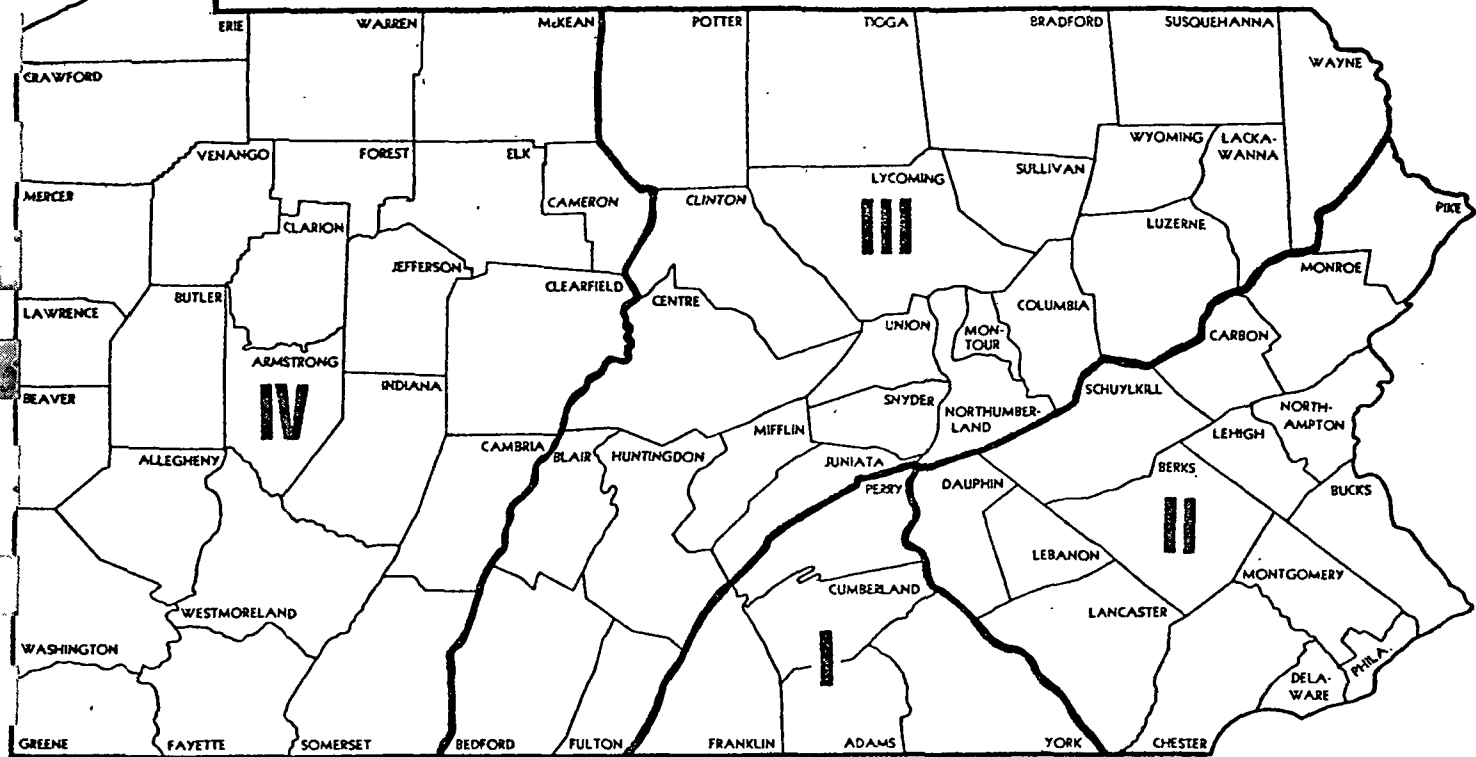 ERIE
WARREN
McKEAN
POTTER
TIOGA
BRADFORD
SUSQUEHANNA
WAYNE
CRAWFORD
VENANGO
FOREST
ELK
WYOMING
LACKA-
WANNA
MERCER
CAMERON
CLINTON
LYCOMING
SULLIVAN
PIKE
CLARION
III
LUZERNE
JEFFERSON
MONROE
BUTLER
CLEARFIELD
CENTRE
COLUMBIA
LAWRENCE
UNION
MON-
TOUR
CARBON
ARMSTRONG
INDIANA
SCHUYLKILL
BEAVER
IV
SNYDER
NORTHUMBER-
LAND
NORTH-
AMPTON
MIFFLIN
LEHIGH
ALLEGHENY
CAMBRIA
BLAIR
HUNTINGDON
JUNIATA
BERKS
PERRY
DAUPHIN
BUCKS
II
LEBANON
MONTGOMERY
CUMBERLAND
WESTMORELAND
LANCASTER
WASHINGTON
I
PHILA.
DELA-
WARE
GREENE
FAYETTE
SOMERSET
BEDFORD
FULTON
FRANKLIN
ADAMS
YORK
CHESTER